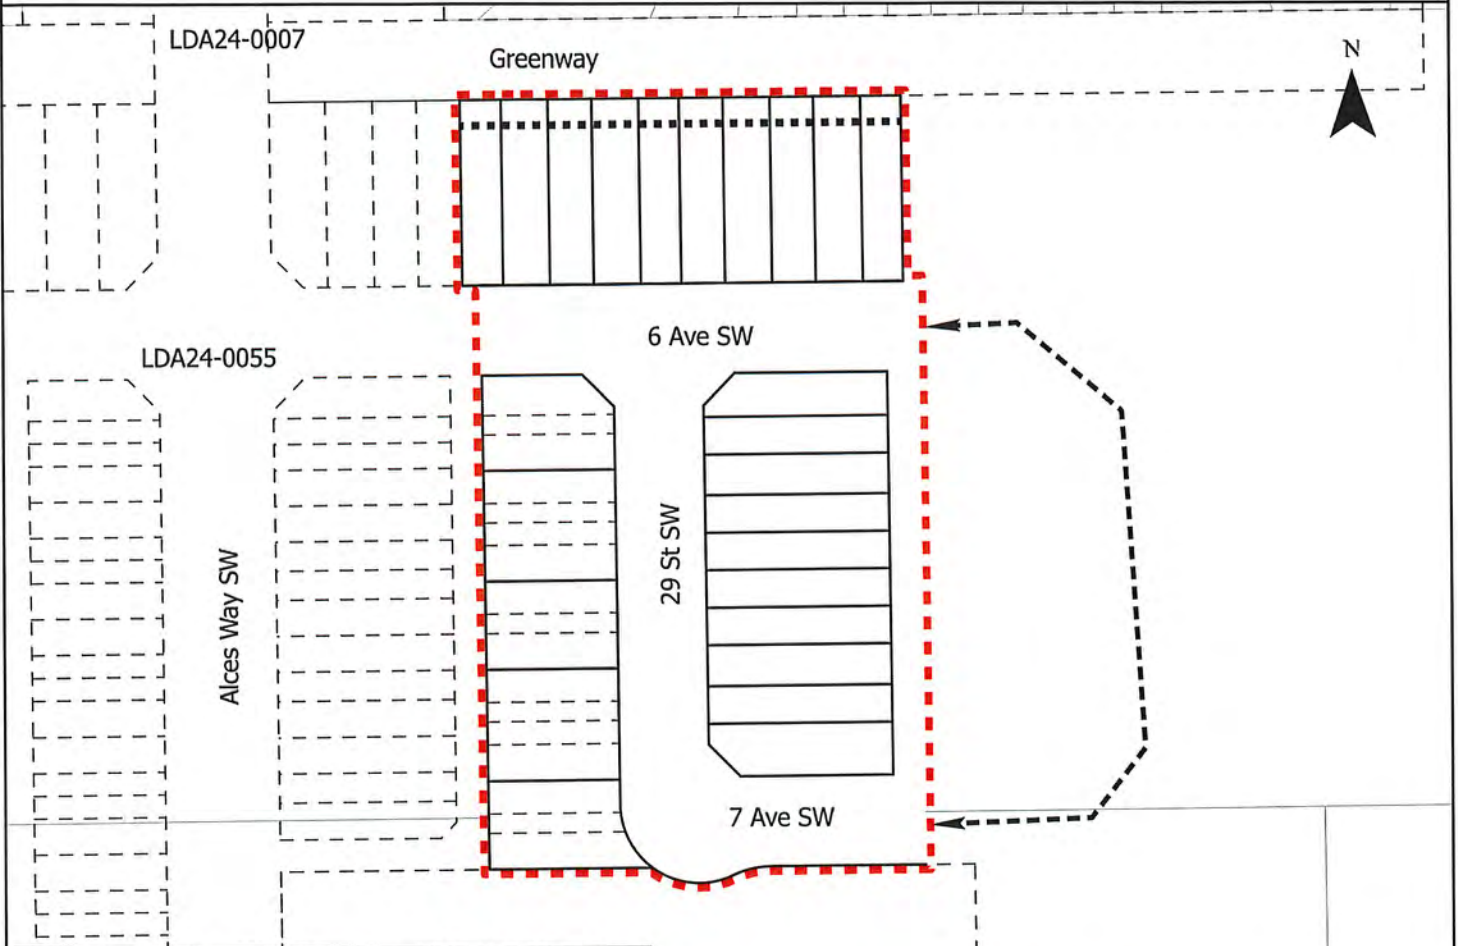 LDA24-0007
Greenway
N
6 Ave SW
LDA24-0055
29 St SW
Alces Way SW
7 Ave SW